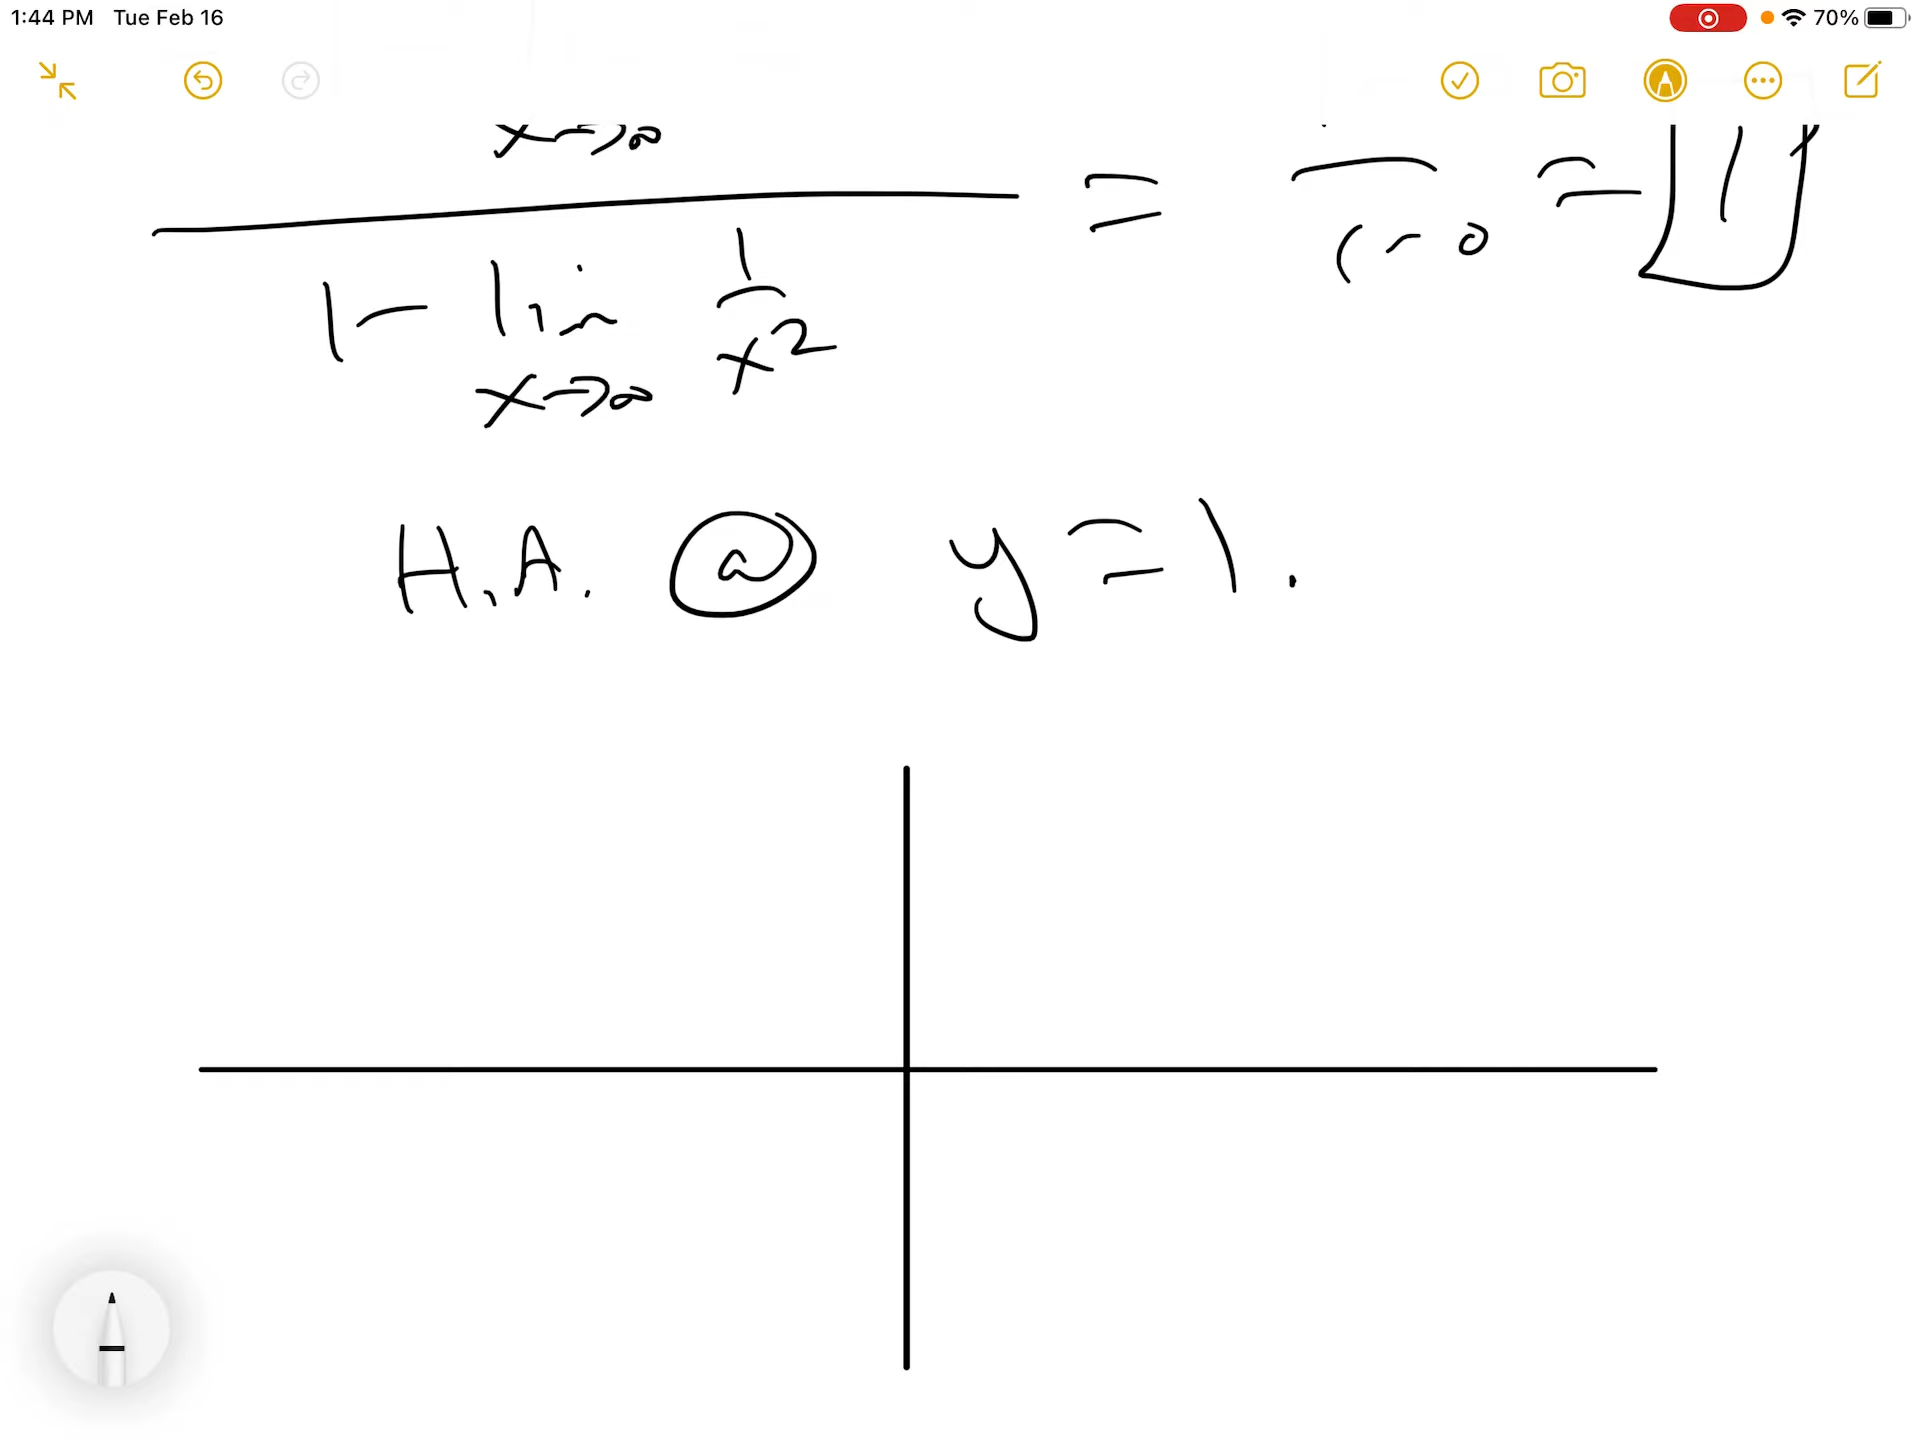 1:44 PM Tue Feb 16 70%
x→∞
= 1-0 = 1
1 - lim 1/x²
x→∞
H.A. @ y = 1.